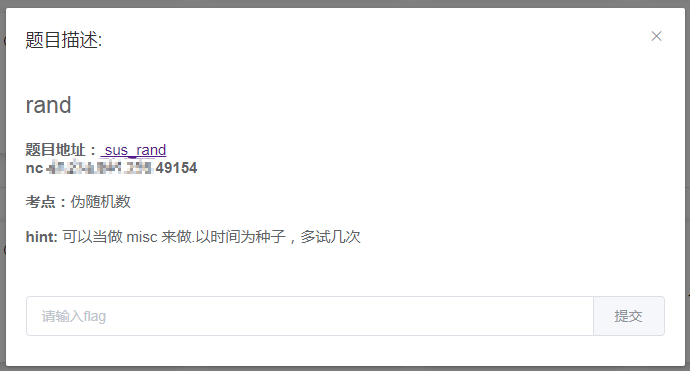 题目描述:
rand
题目地址： sus_rand
nc 49154
考点：伪随机数
hint: 可以当做 misc 来做.以时间为种子，多试几次
请输入flag
提交